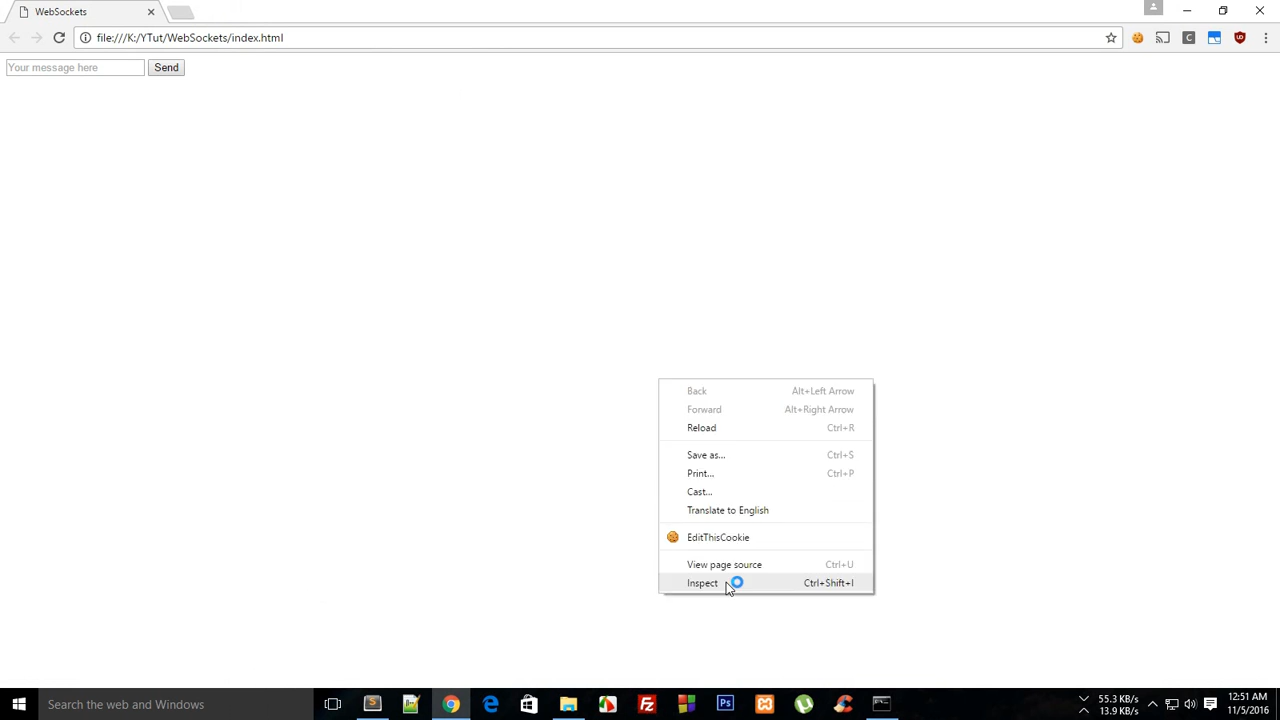 WebSockets
file:///K:/YTut/WebSockets/index.html
Your message here Send
Back Alt+Left Arrow
Forward Alt+Right Arrow
Reload Ctrl+R
Save as... Ctrl+S
Print... Ctrl+P
Cast...
Translate to English
EditThisCookie
View page source Ctrl+U
Inspect Ctrl+Shift+I
Search the web and Windows
Ps
55.3 KB/s
13.9 KB/s
12:51 AM
11/5/2016